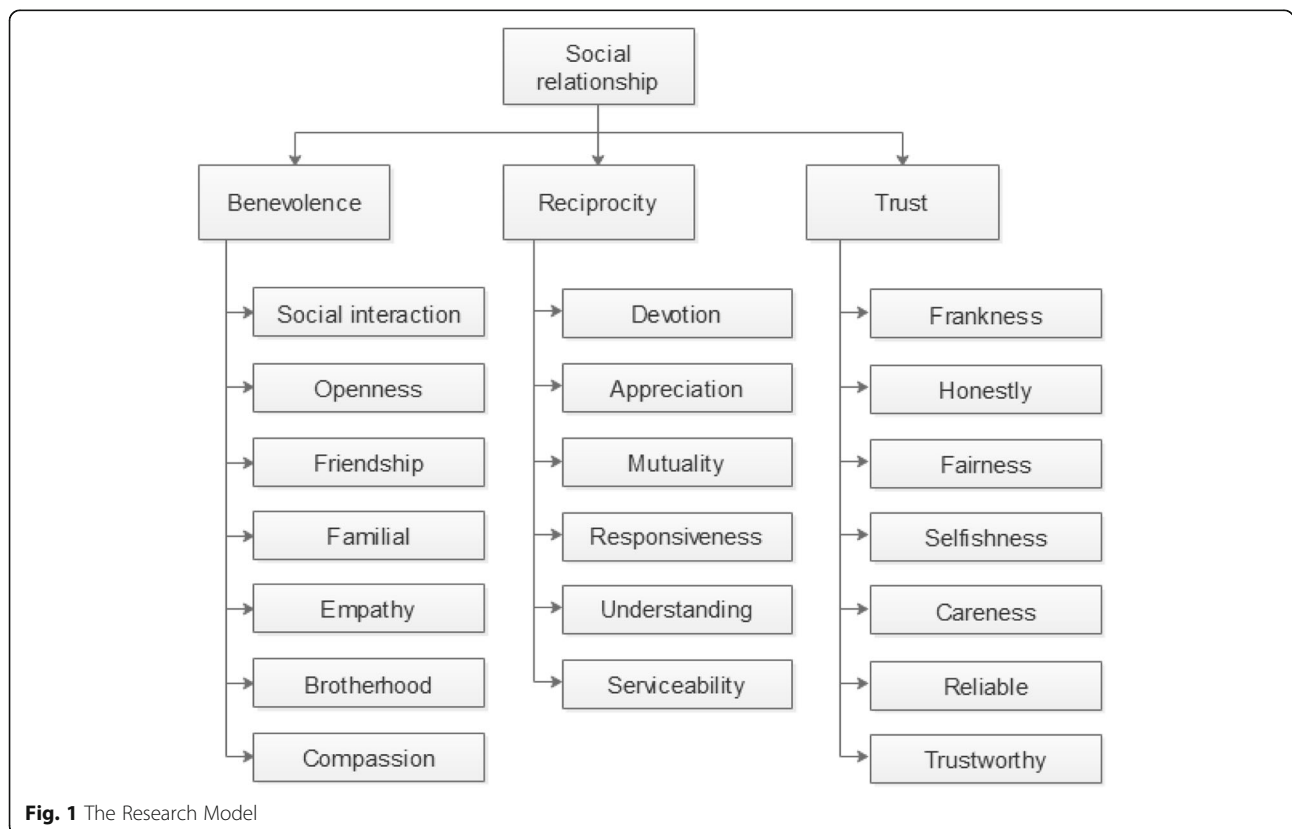 Social
relationship
Benevolence
Reciprocity
Trust
Social interaction
Openness
Friendship
Familial
Empathy
Brotherhood
Compassion
Devotion
Appreciation
Mutuality
Responsiveness
Understanding
Serviceability
Frankness
Honestly
Fairness
Selfishness
Careness
Reliable
Trustworthy
Fig. 1 The Research Model